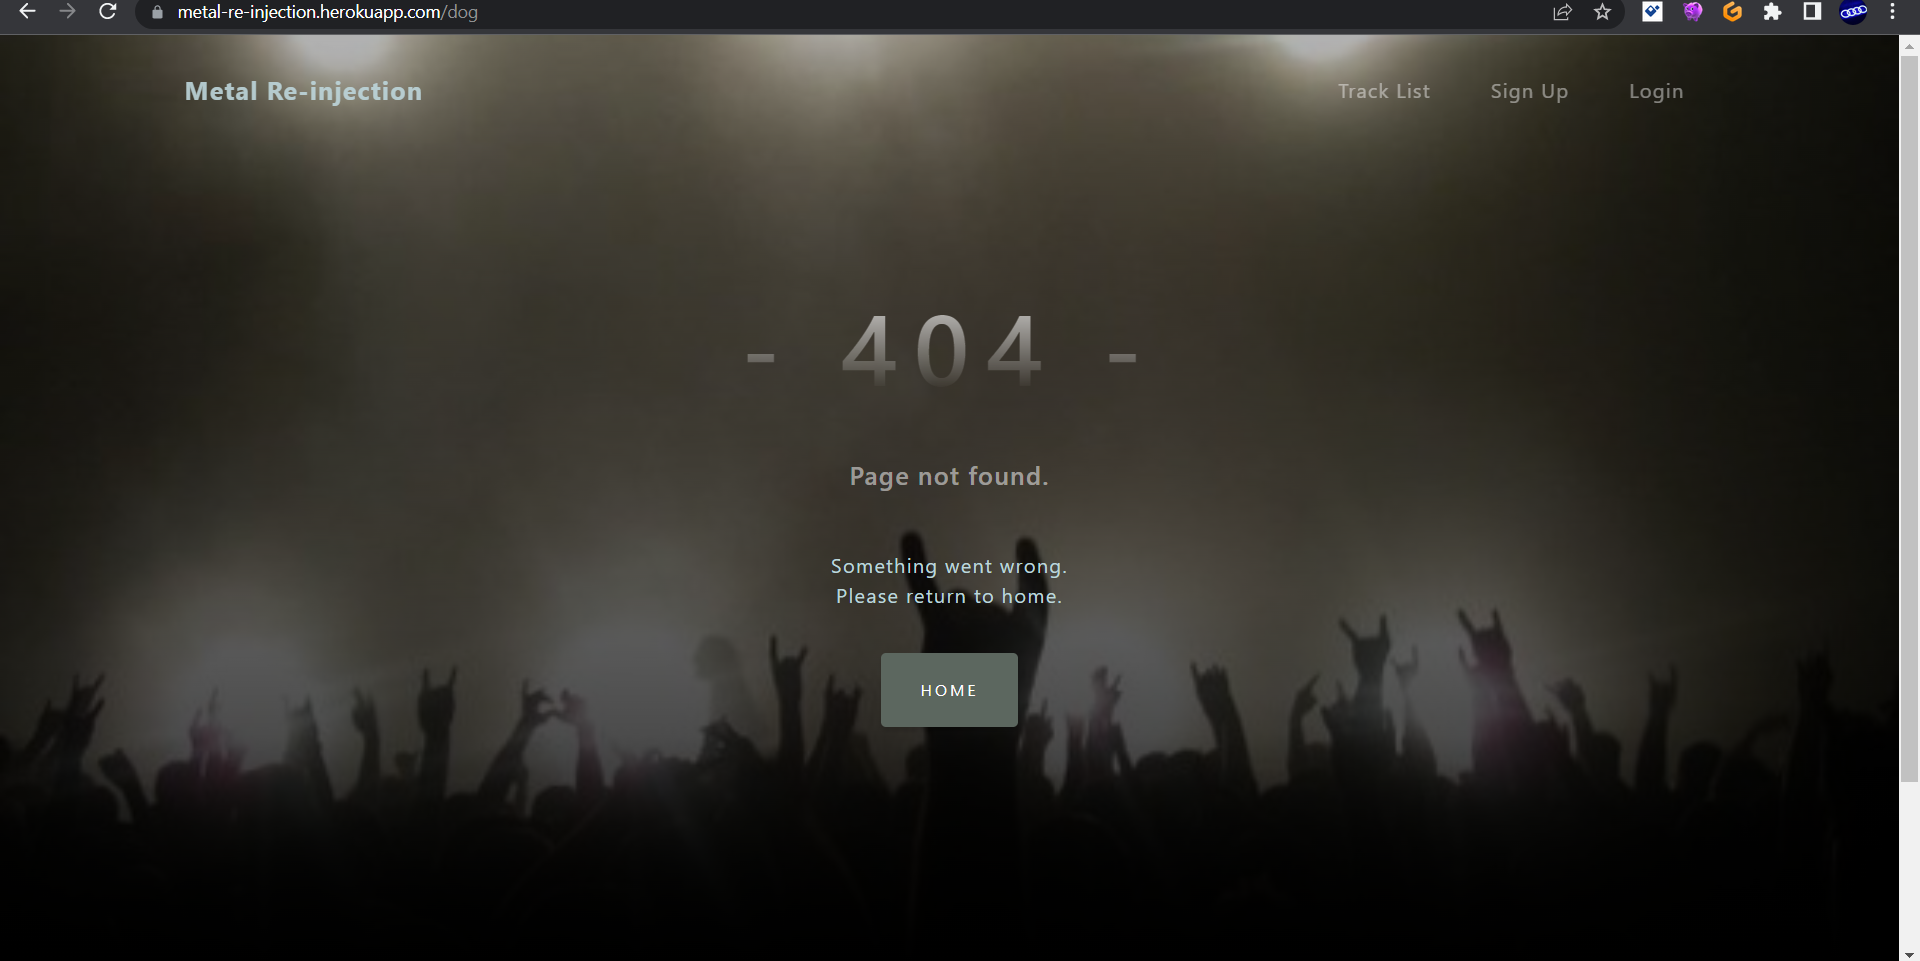 metal-re-injection.herokuapp.com/dog
Metal Re-injection
Track List
Sign Up
Login
- 404 -
Page not found.
Something went wrong.
Please return to home.
HOME